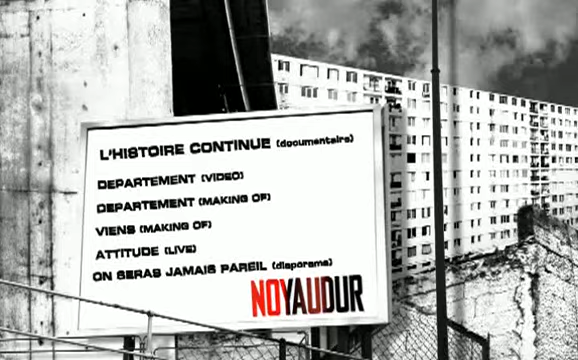 L'HISTOIRE CONTINUE (documentaire)
DEPARTEMENT (VIDEO)
DEPARTEMENT (MAKING OF)
VIENS (MAKING OF)
ATTITUDE (LIVE)
ON SERAS JAMAIS PAREIL (diaporama)
NOYAUDUR